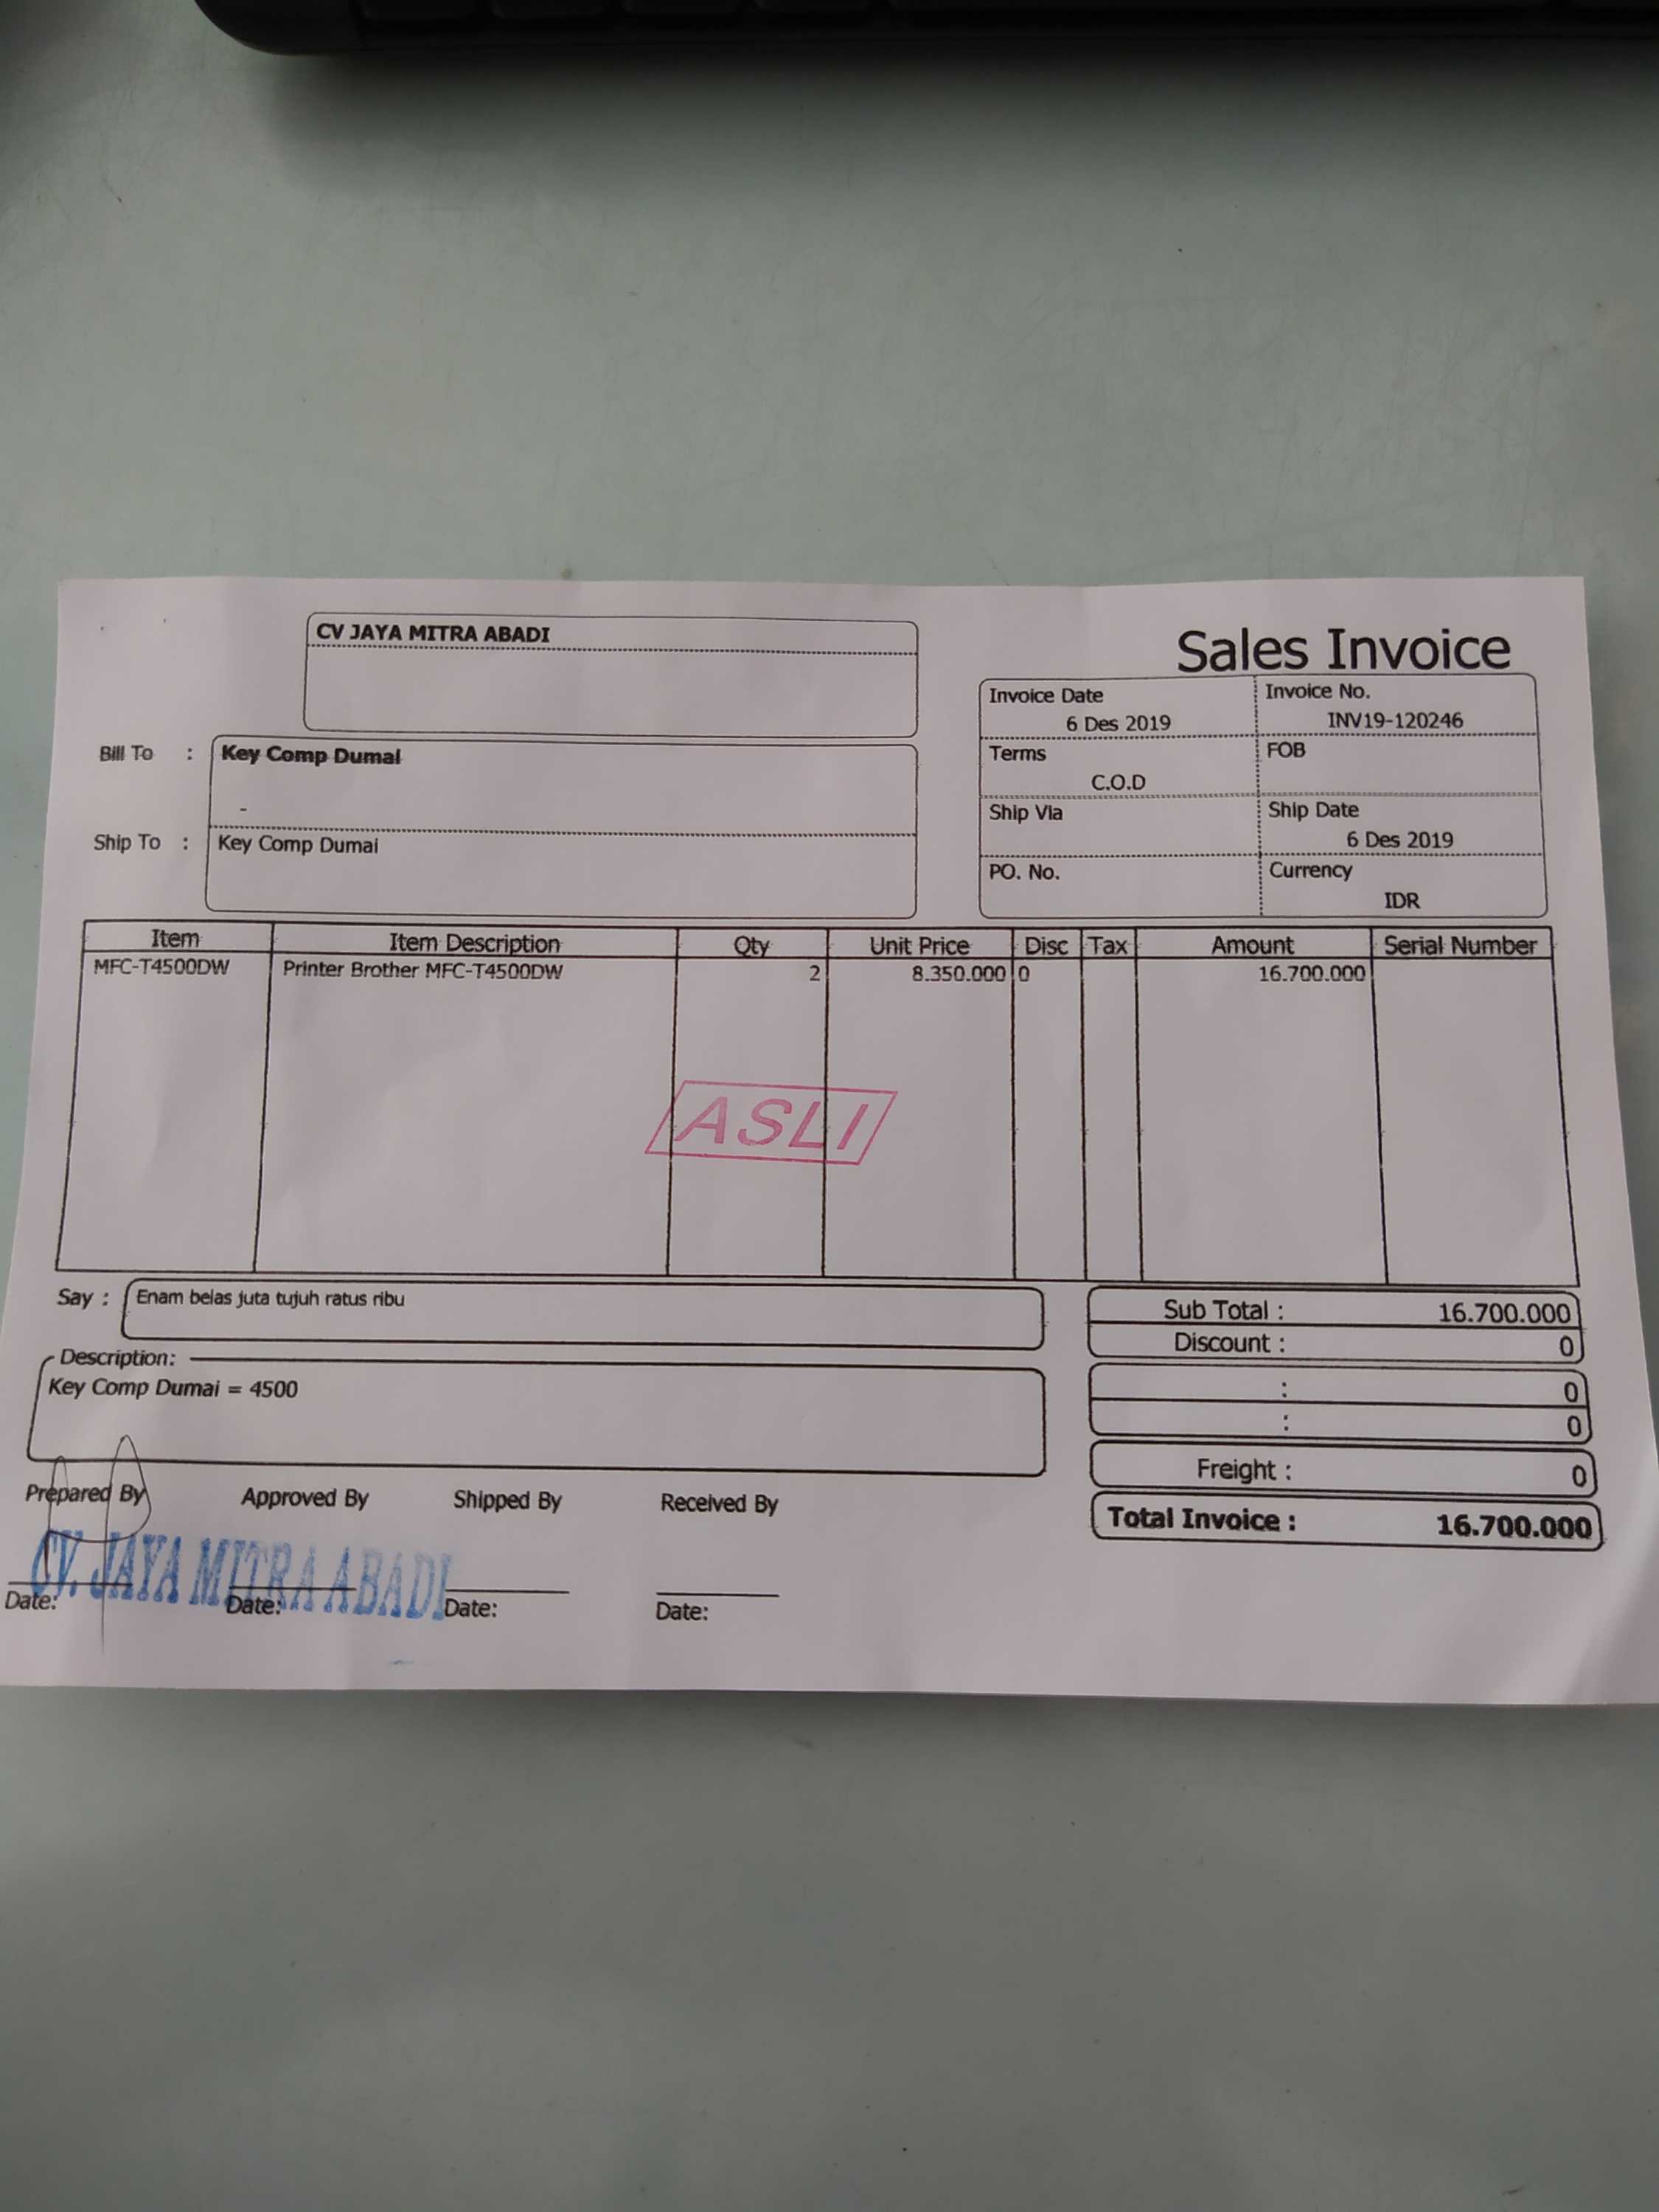 CV JAYA MITRA ABADI
Sales Invoice
Invoice Date
6 Des 2019
Invoice No.
INV19-120246
Terms
C.O.D
FOB
Ship Via
Ship Date
6 Des 2019
PO. No.
Currency
IDR
Bill To : Key Comp Dumai
-
Ship To : Key Comp Dumai
Item Item Description Qty Unit Price Disc Tax Amount Serial Number
MFC-T4500DW Printer Brother MFC-T4500DW 2 8.350.000 0 16.700.000
ASLI
Say : Enam belas juta tujuh ratus ribu
Description:
Key Comp Dumai = 4500
Sub Total : 16.700.000
Discount : 0
: 0
: 0
Freight : 0
Total Invoice : 16.700.000
Prepared By Approved By Shipped By Received By
CV. JAYA MITRA ABADI
Date: Date: Date: Date: